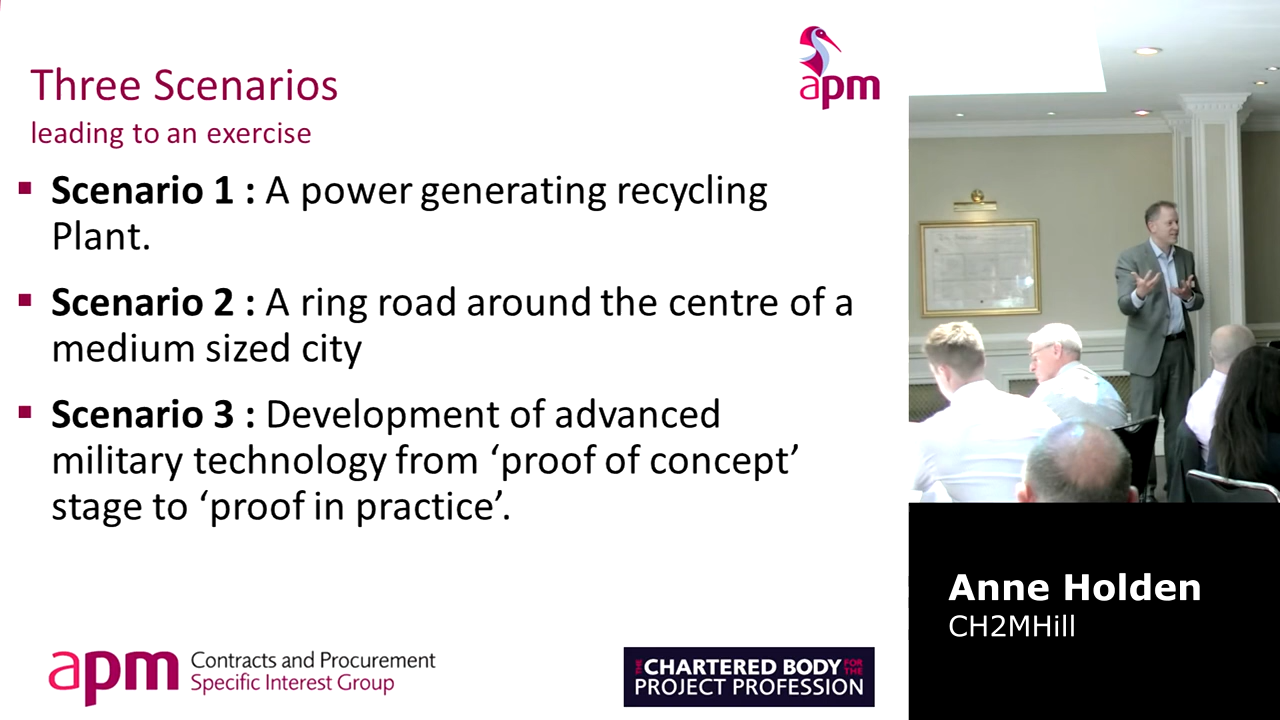 Three Scenarios
leading to an exercise
apm
▪ Scenario 1 : A power generating recycling
Plant.
▪ Scenario 2 : A ring road around the centre of a
medium sized city
▪ Scenario 3 : Development of advanced
military technology from ‘proof of concept’
stage to ‘proof in practice’.
apm Contracts and Procurement
Specific Interest Group
THE CHARTERED BODY FOR THE
PROJECT PROFESSION
Anne Holden
CH2MHill